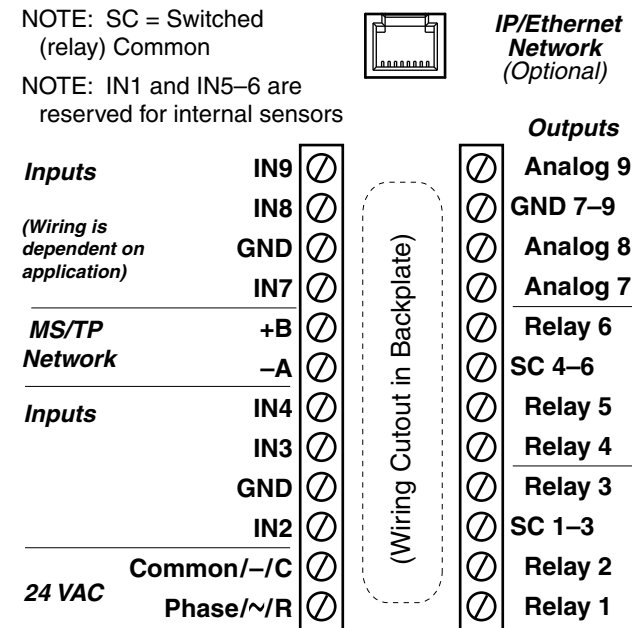 NOTE: SC = Switched
(relay) Common
NOTE: IN1 and IN5–6 are
reserved for internal sensors
IP/Ethernet
Network
(Optional)
Inputs
(Wiring is
dependent on
application)
IN9
IN8
GND
IN7
MS/TP
Network
+B
–A
Inputs
IN4
IN3
GND
IN2
24 VAC
Common/–/C
Phase/~/R
(Wiring Cutout in Backplate)
Outputs
Analog 9
GND 7–9
Analog 8
Analog 7
Relay 6
SC 4–6
Relay 5
Relay 4
Relay 3
SC 1–3
Relay 2
Relay 1